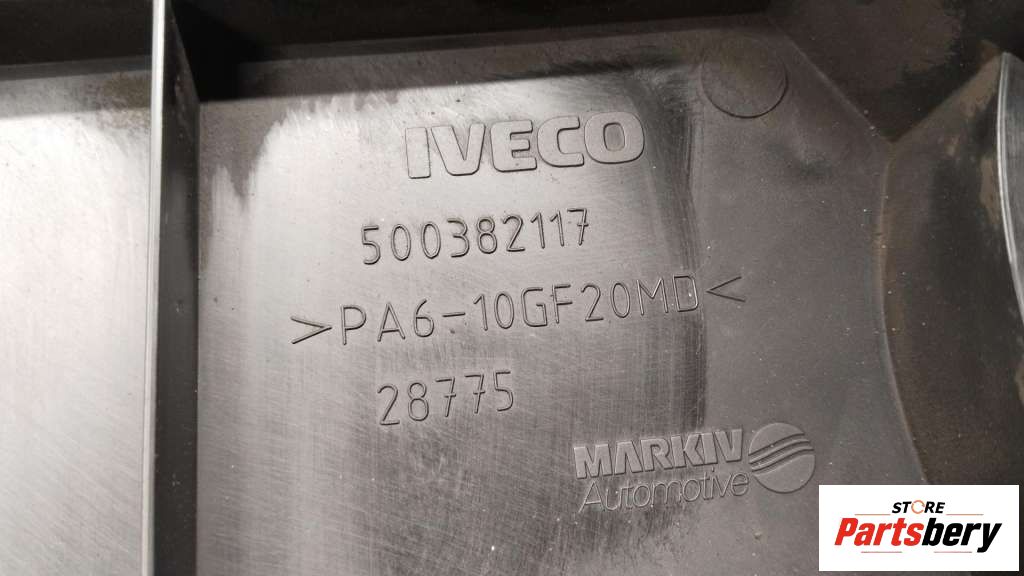 IVECO
500382117
>PA6-10GF20MD<
28775
MARKIV
Automotive
STORE
Partsbery